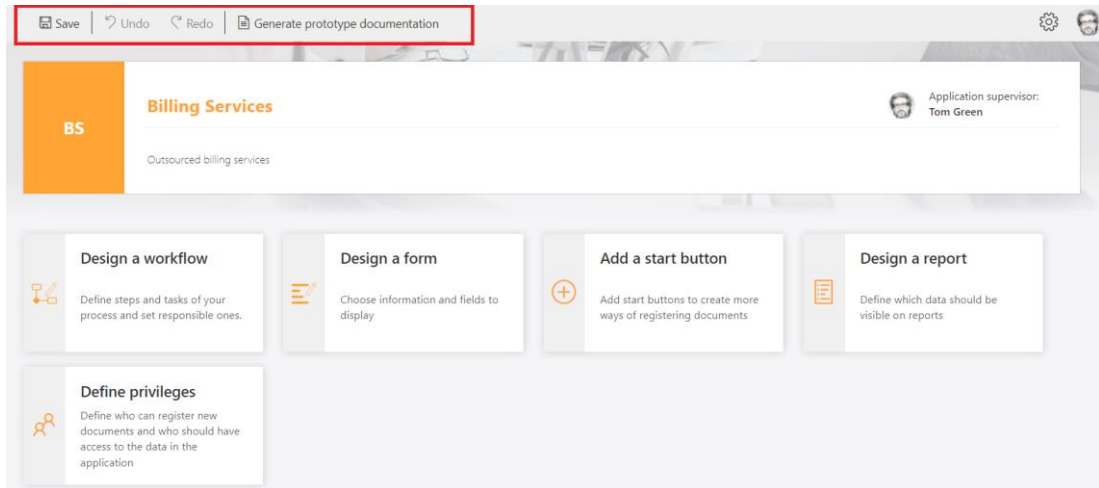 Save Undo Redo Generate prototype documentation
BS
Billing Services
Application supervisor:
Tom Green
Outsourced billing services
Design a workflow
Define steps and tasks of your
process and set responsible ones.
Design a form
Choose information and fields to
display
Add a start button
Add start buttons to create more
ways of registering documents
Design a report
Define which data should be
visible on reports
Define privileges
Define who can register new
documents and who should have
access to the data in the
application